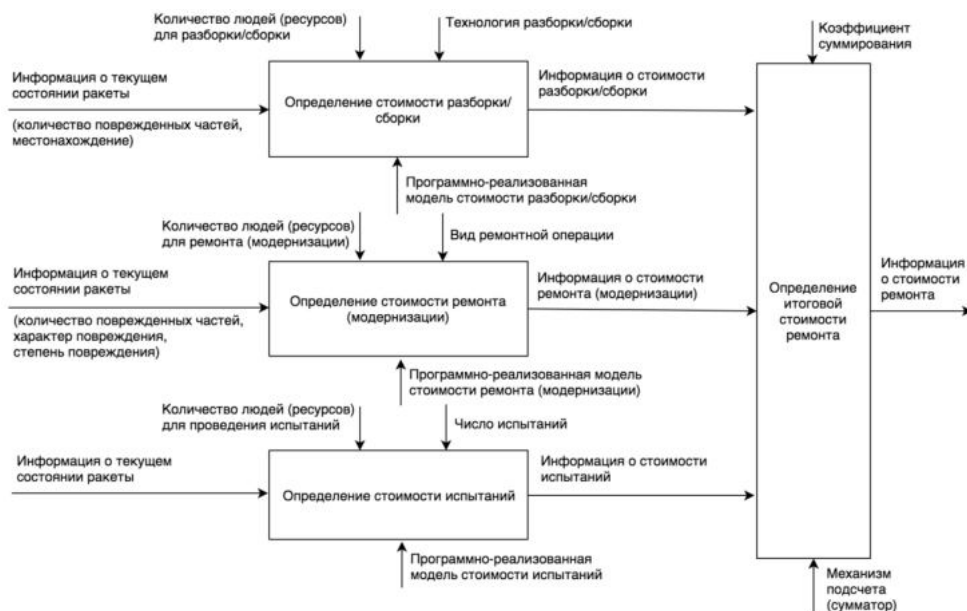 Количество людей (ресурсов)
для разборки/сборки
Технология разборки/сборки
Коэффициент
суммирования
Информация о текущем
состоянии ракеты
(количество поврежденных частей,
местонахождение)
Определение стоимости разборки/
сборки
Информация о стоимости
разборки/сборки
Программно-реализованная
модель стоимости разборки/сборки
Количество людей (ресурсов)
для ремонта (модернизации)
Вид ремонтной операции
Информация о текущем
состоянии ракеты
(количество поврежденных частей,
характер повреждения,
степень повреждения)
Определение стоимости ремонта
(модернизации)
Информация о стоимости
ремонта (модернизации)
Определение
итоговой
стоимости
ремонта
Информация
о стоимости
ремонта
Программно-реализованная модель
стоимости ремонта (модернизации)
Количество людей (ресурсов)
для проведения испытаний
Число испытаний
Информация о текущем
состоянии ракеты
Определение стоимости испытаний
Информация о стоимости
испытаний
Программно-реализованная
модель стоимости испытаний
Механизм
подсчета
(сумматор)